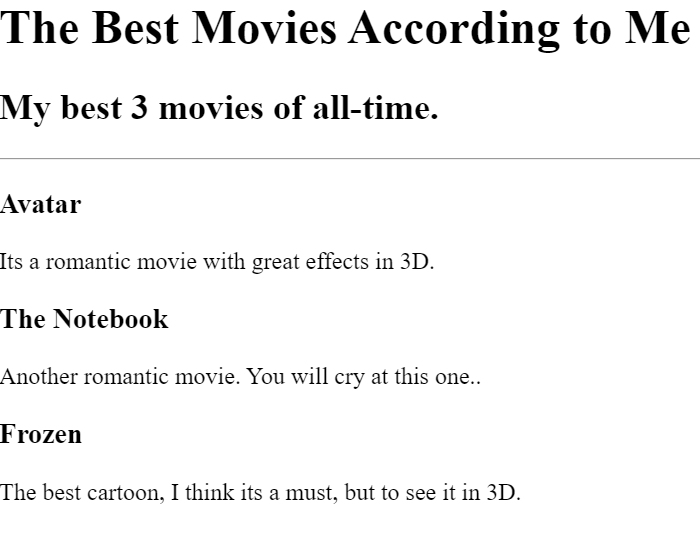 The Best Movies According to Me
My best 3 movies of all-time.
Avatar
Its a romantic movie with great effects in 3D.
The Notebook
Another romantic movie. You will cry at this one..
Frozen
The best cartoon, I think its a must, but to see it in 3D.